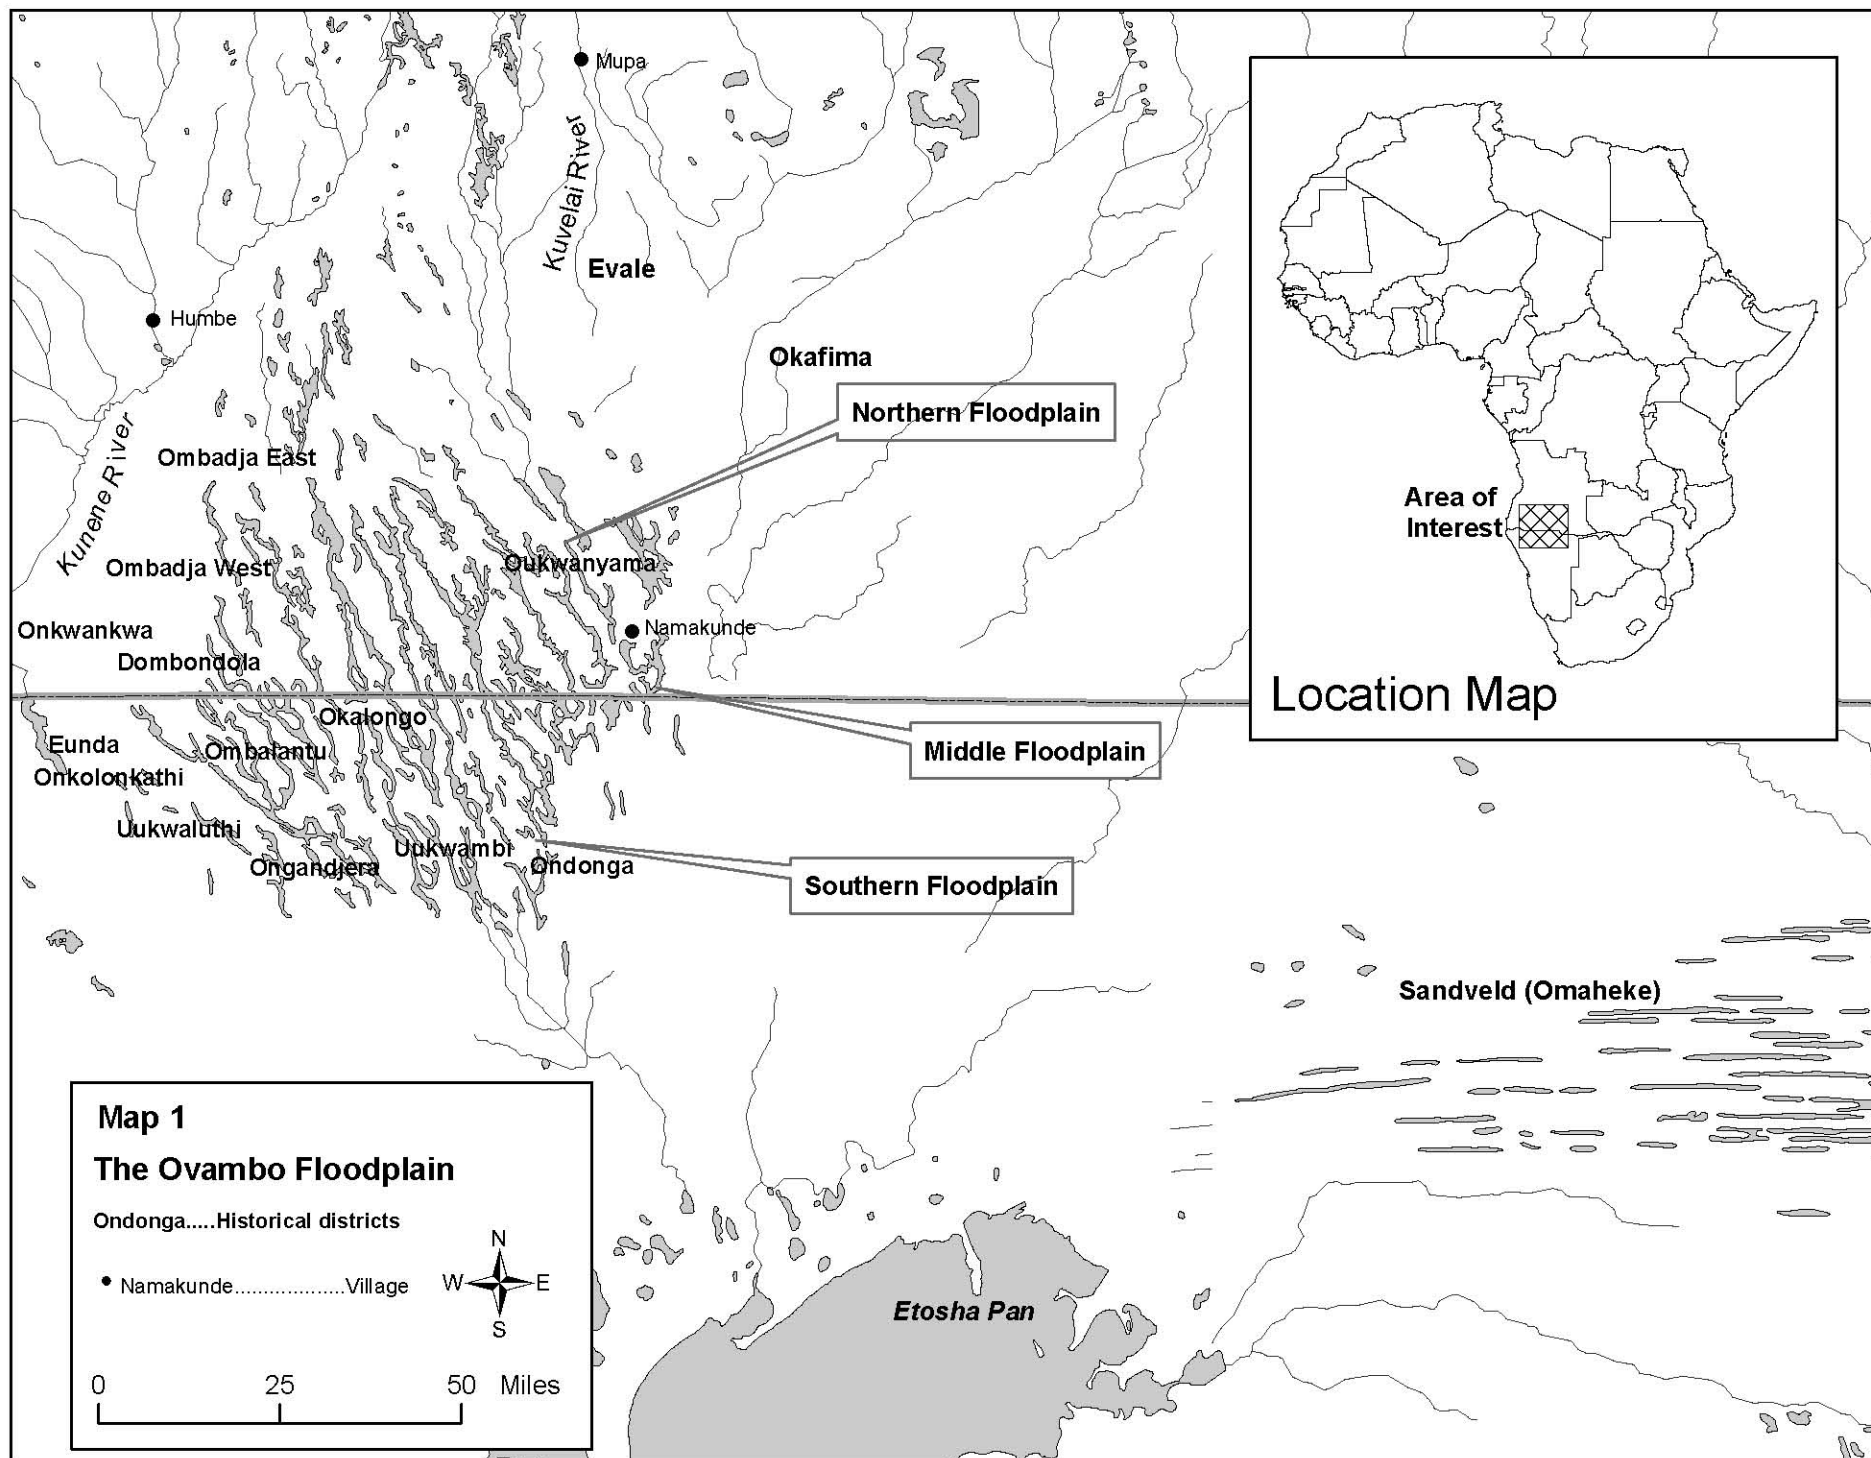 Mupa
Kuvelai River
Evale
Humbe
Okafima
Northern Floodplain
Kunene River
Ombadja East
Ombadja West
Oukwanyama
Onkwankwa
Namakunde
Dombondola
Okalongo
Eunda
Ombalantu
Onkolonkathi
Middle Floodplain
Uukwaluthi
Uukwambi
Ongandjera
Ondonga
Southern Floodplain
Area of
Interest
Location Map
Sandveld (Omaheke)
Etosha Pan
Map 1
The Ovambo Floodplain
Ondonga.....Historical districts
Namakunde...................Village
N
W E
S
0 25 50 Miles